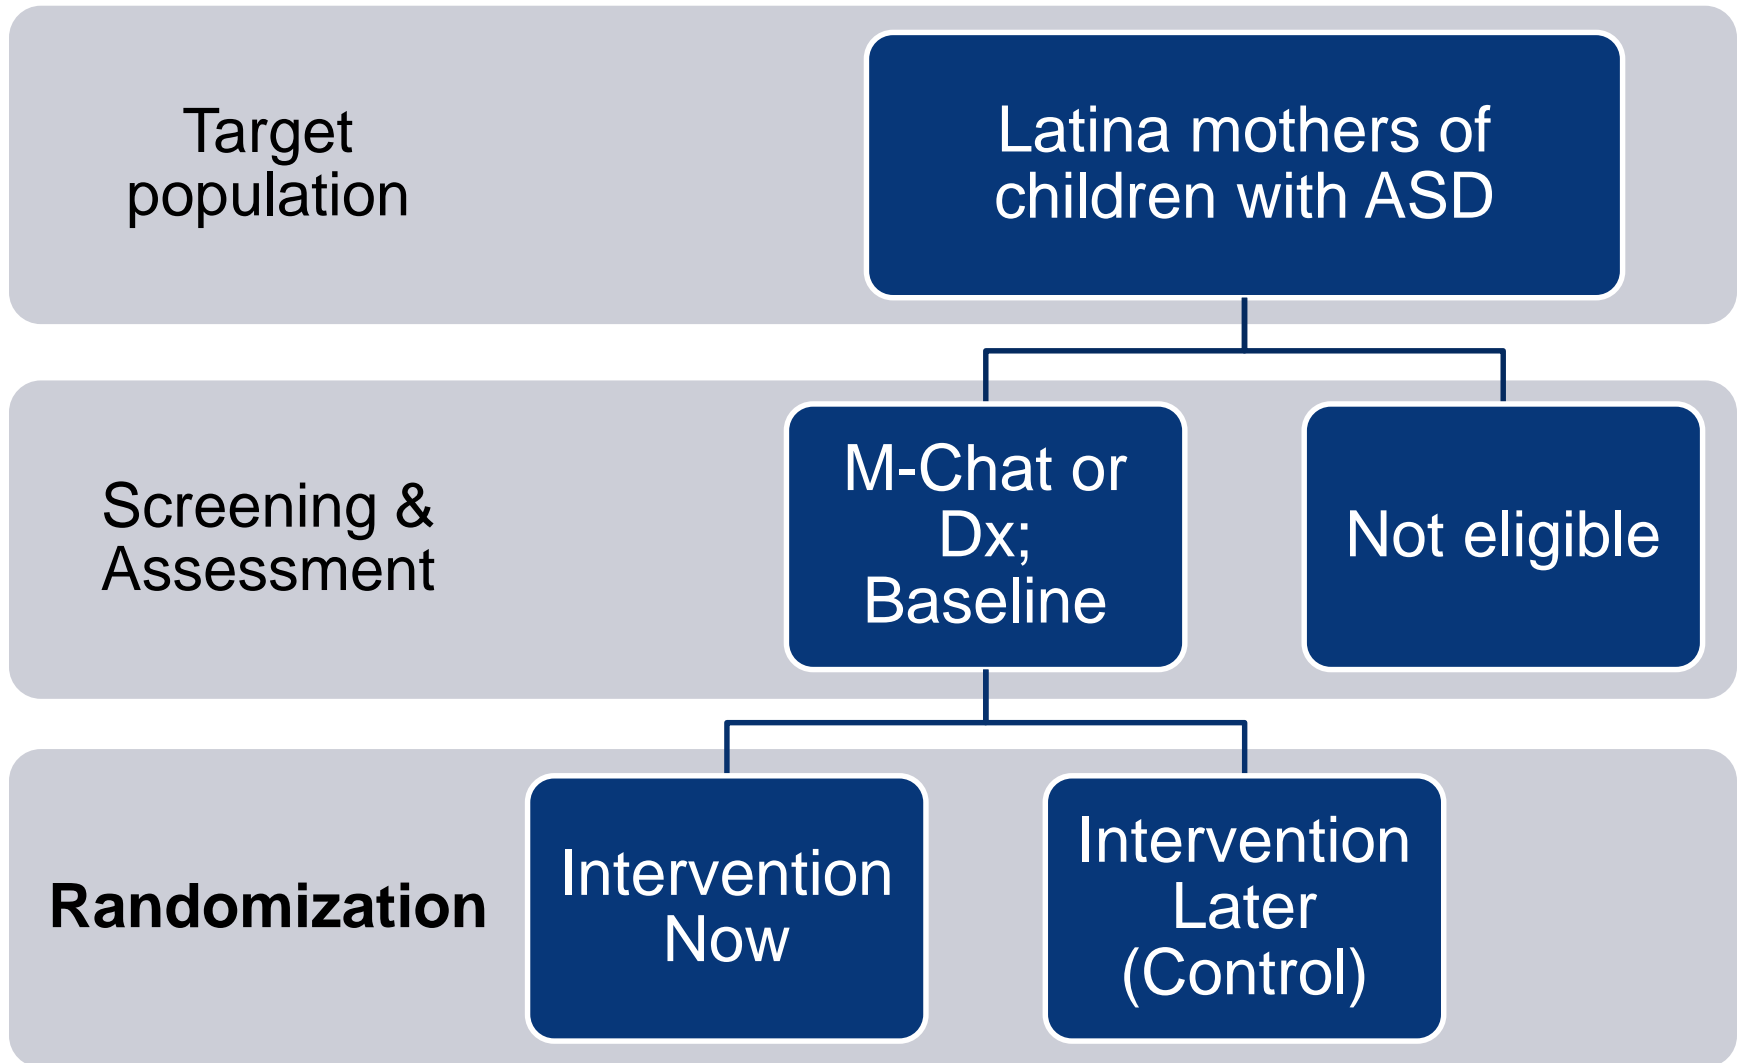 Target
population
Latina mothers of
children with ASD
Screening &
Assessment
M-Chat or
Dx;
Baseline
Not eligible
Randomization
Intervention
Now
Intervention
Later
(Control)